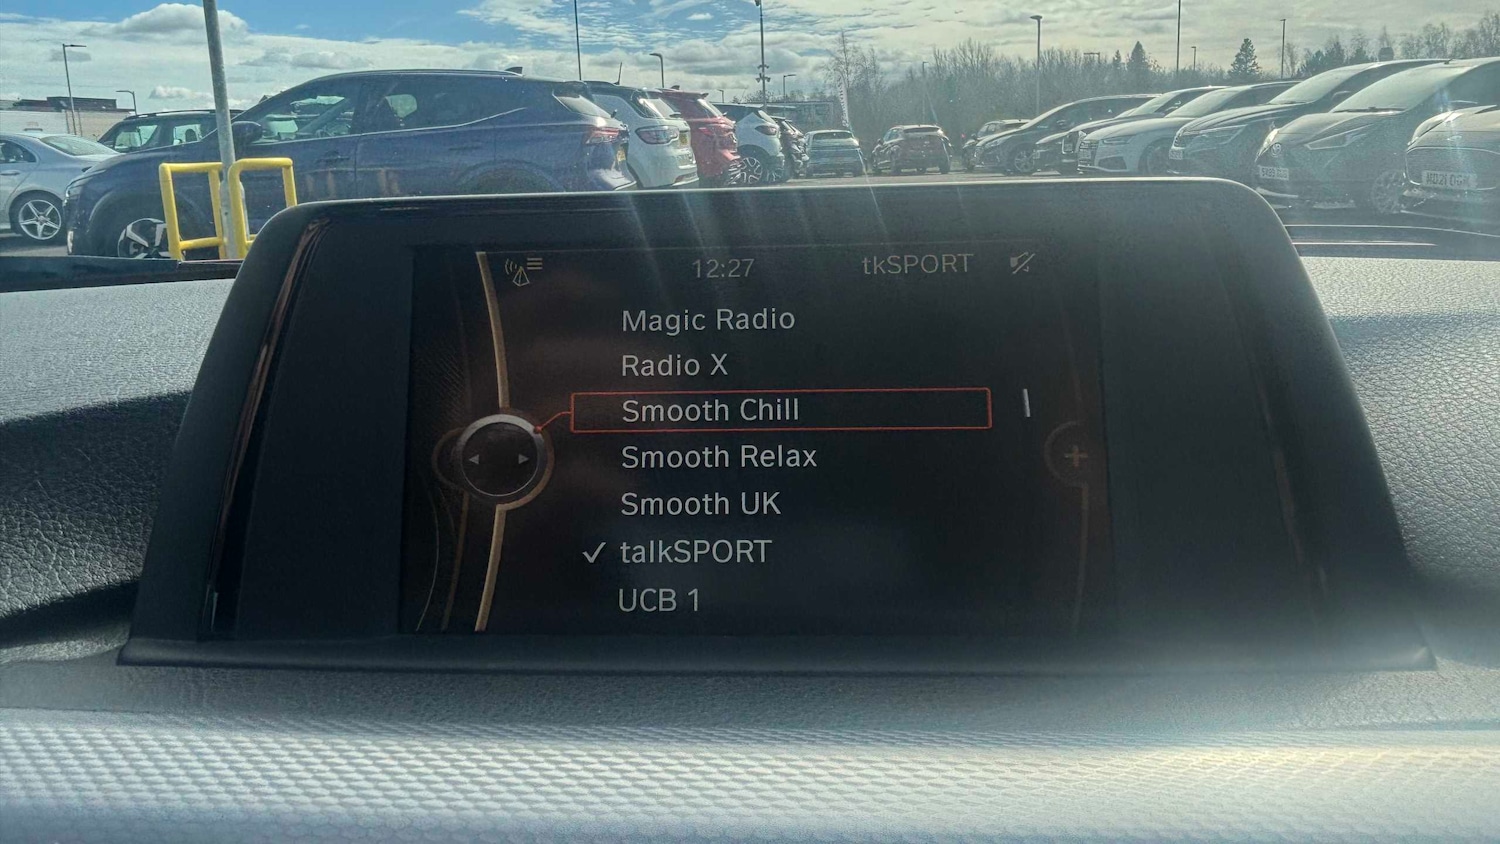 12:27 tkSPORT
Magic Radio
Radio X
Smooth Chill
Smooth Relax
Smooth UK
✓ talkSPORT
UCB 1